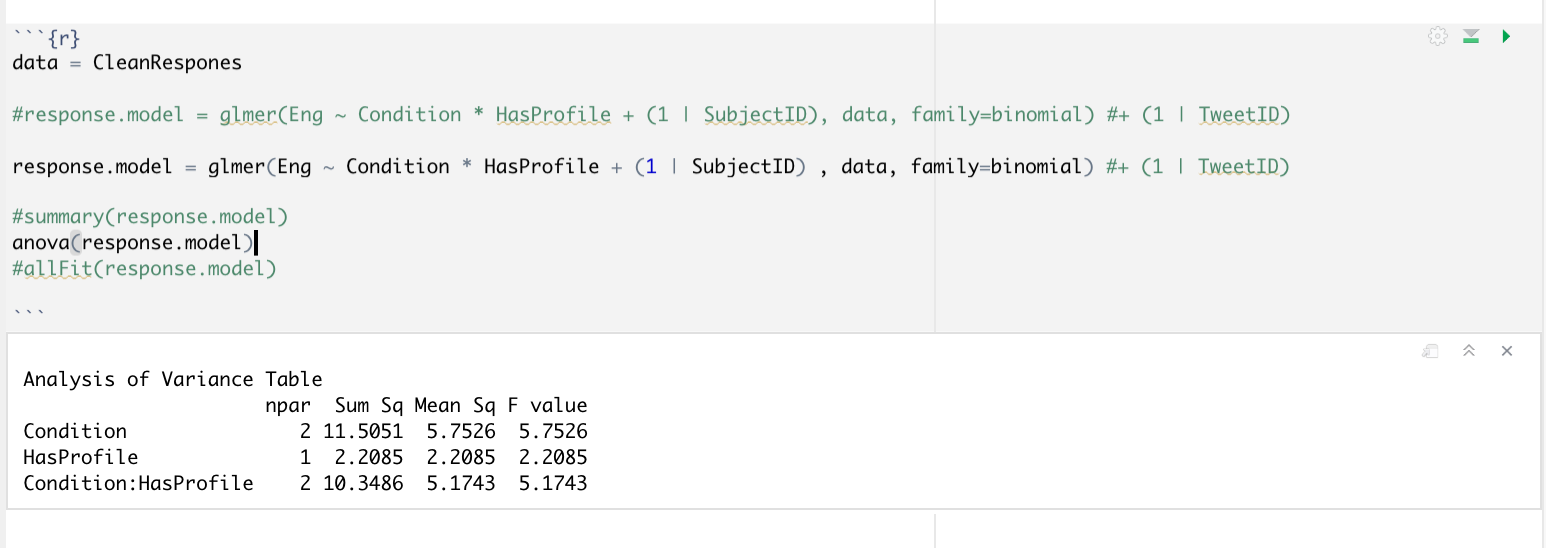 ```{r}
data = CleanRespones
#response.model = glmer(Eng ~ Condition * HasProfile + (1 | SubjectID), data, family=binomial) #+ (1 | TweetID)
response.model = glmer(Eng ~ Condition * HasProfile + (1 | SubjectID) , data, family=binomial) #+ (1 | TweetID)
#summary(response.model)
anova(response.model)
#allFit(response.model)
```
Analysis of Variance Table
npar Sum Sq Mean Sq F value
Condition 2 11.5051 5.7526 5.7526
HasProfile 1 2.2085 2.2085 2.2085
Condition:HasProfile 2 10.3486 5.1743 5.1743